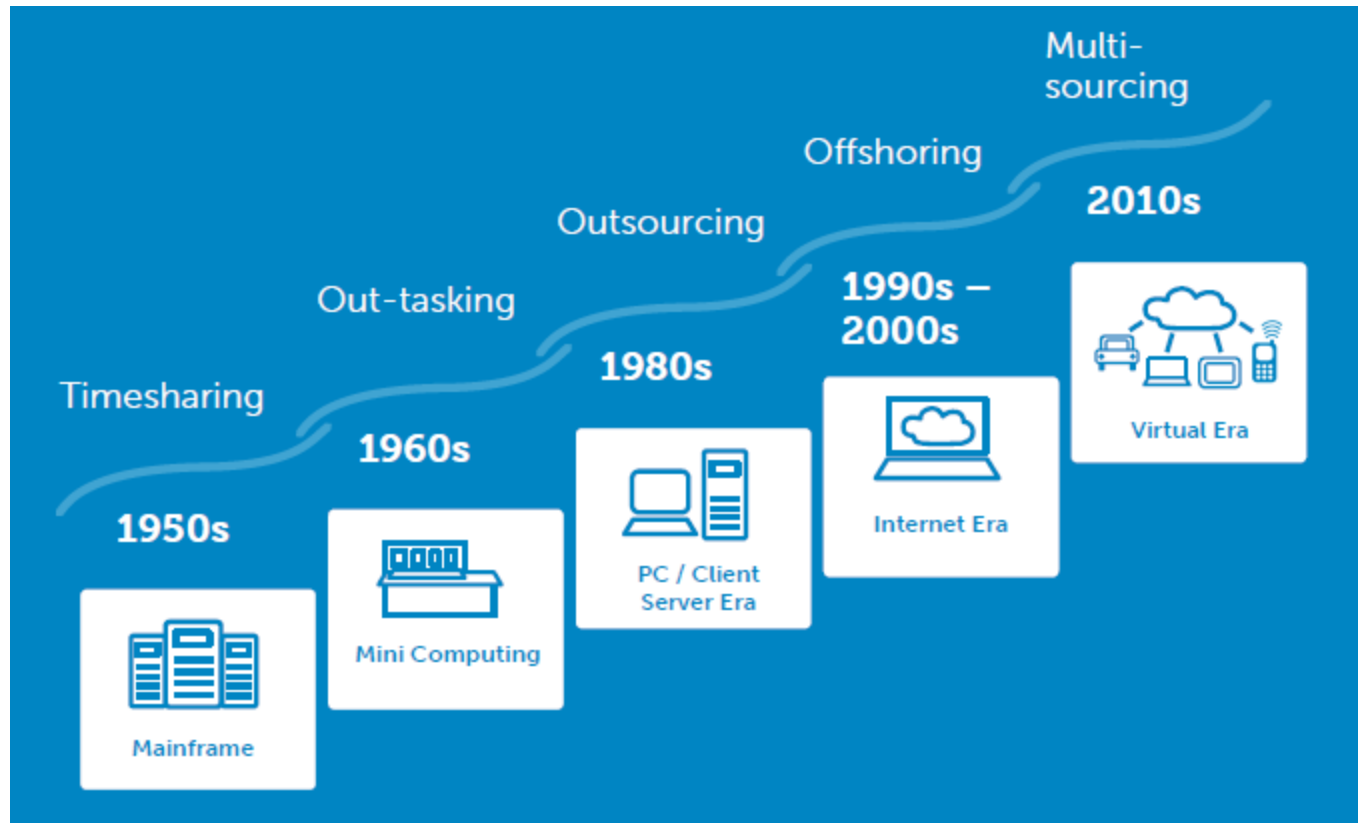 Timesharing
1950s
Mainframe
Out-tasking
1960s
Mini Computing
Outsourcing
1980s
PC / Client
Server Era
Offshoring
1990s –
2000s
Internet Era
Multi-
sourcing
2010s
Virtual Era